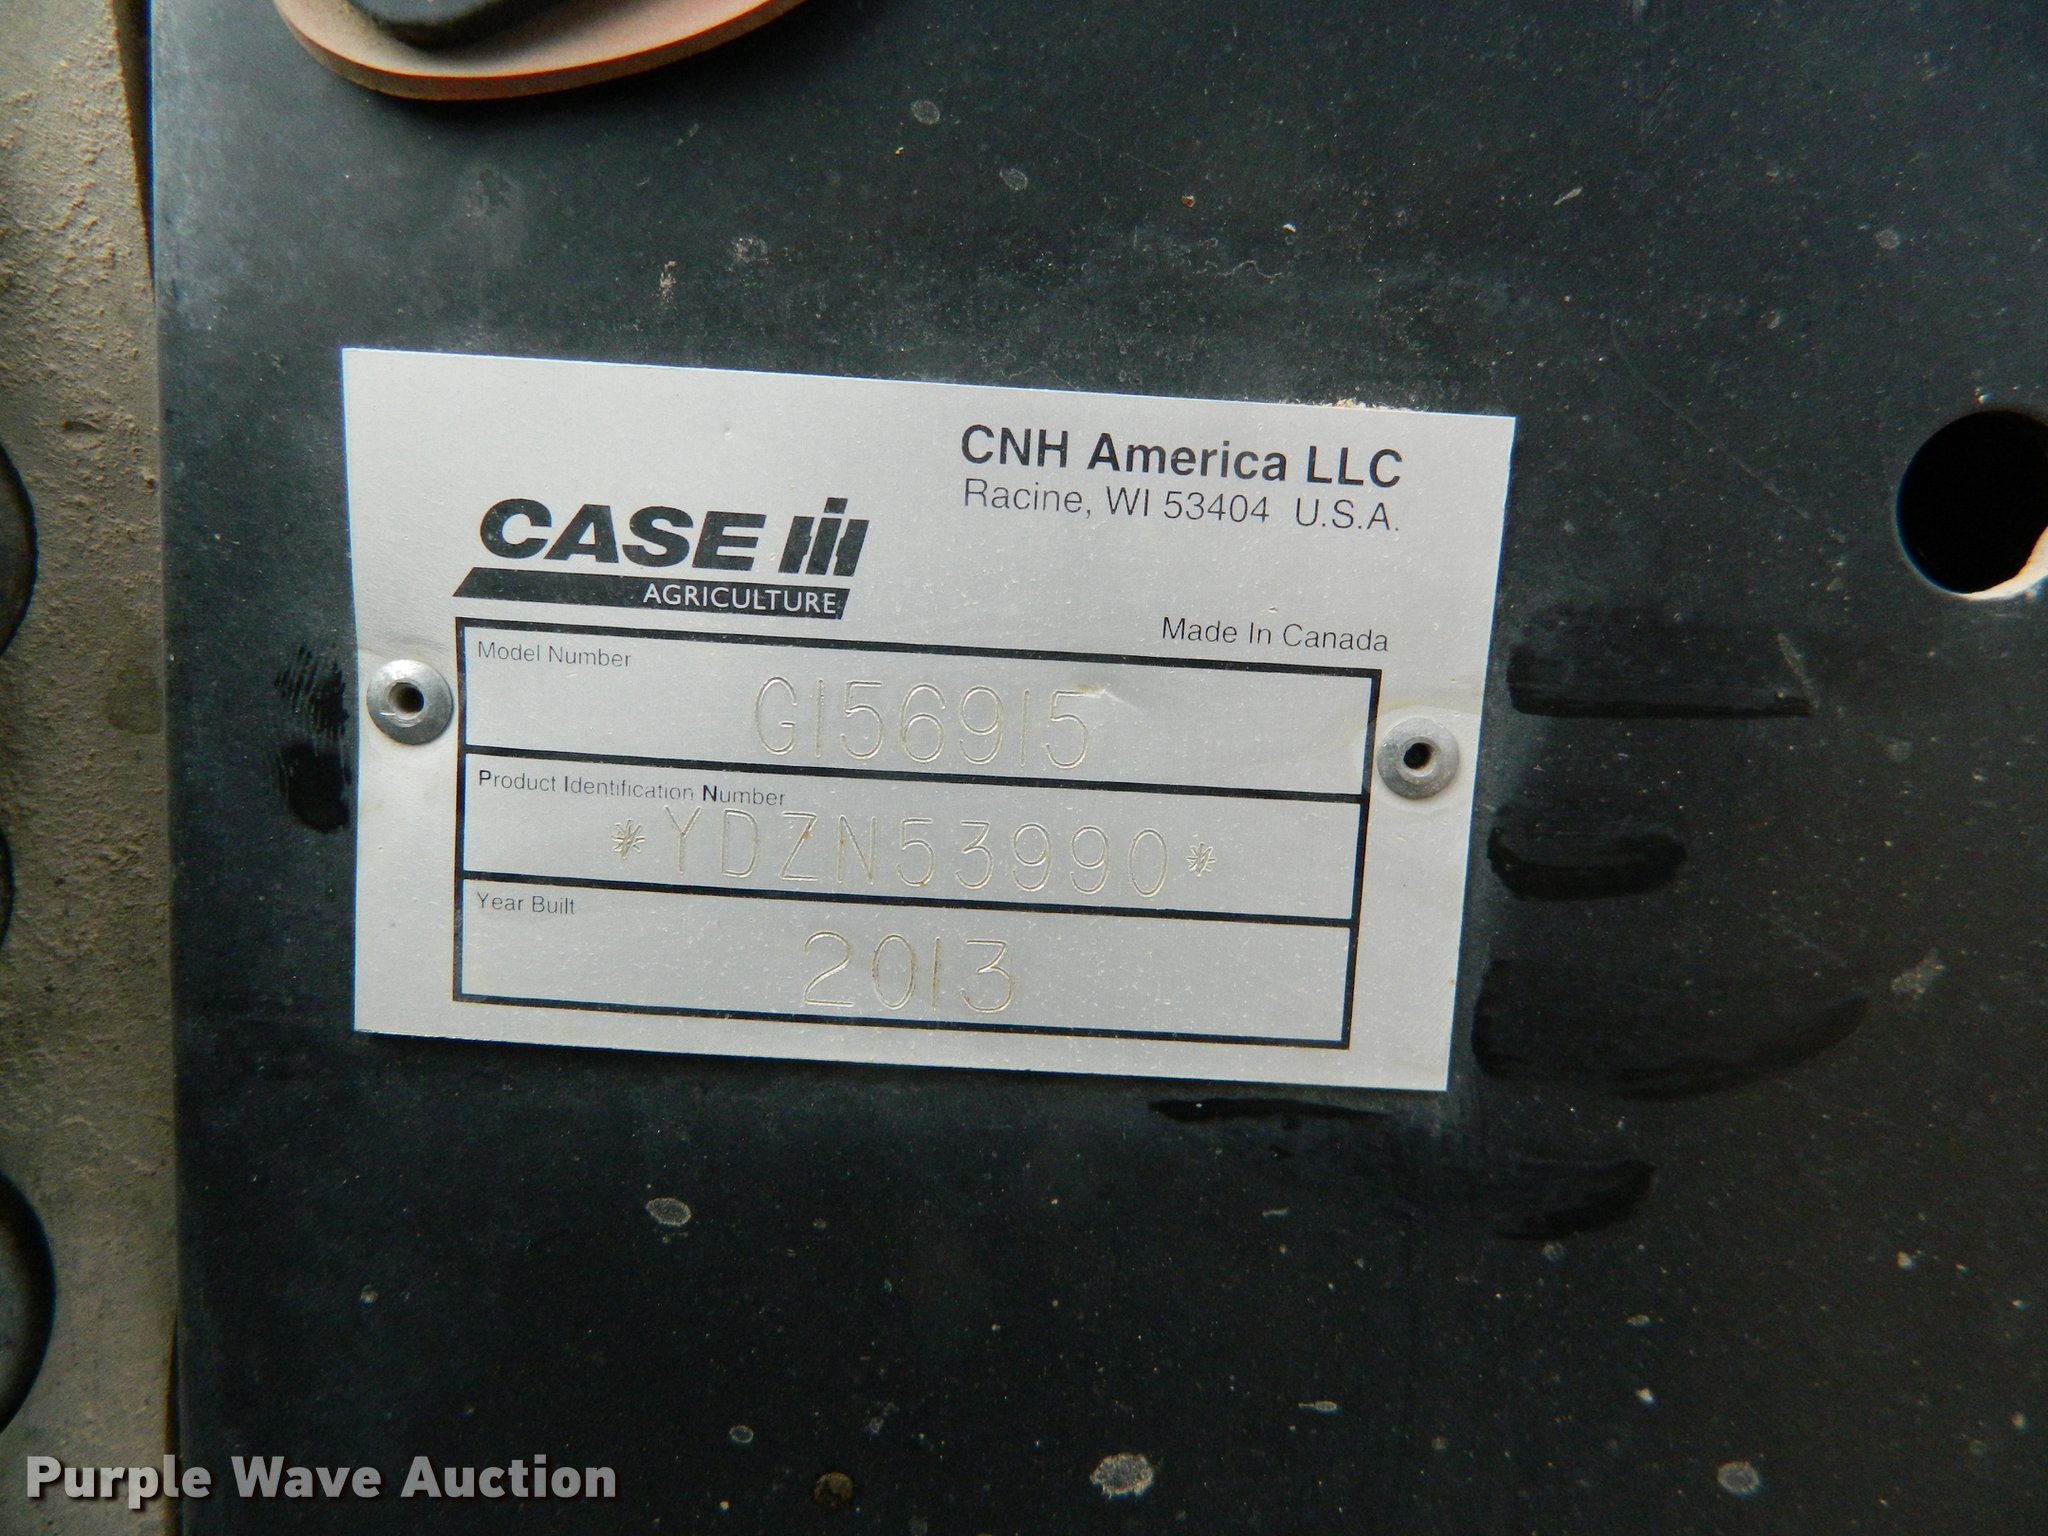 CNH America LLC
Racine, WI 53404 U.S.A.
CASE IH
AGRICULTURE
Made In Canada
Model Number
G156915
Product Identification Number
*YDZN53990*
Year Built
2013
Purple Wave Auction